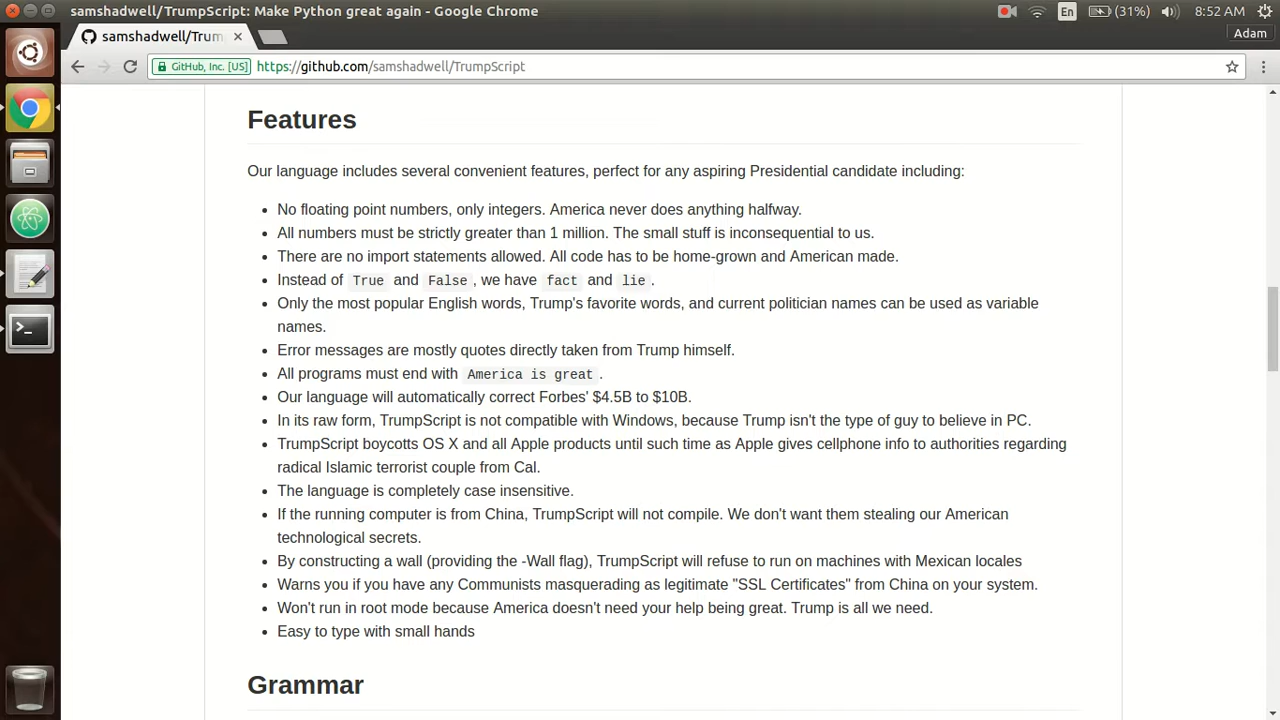 samshadwell/TrumpScript: Make Python great again - Google Chrome
En
(31%)
8:52 AM
samshadwell/Trum
Adam
GitHub, Inc. [US]
https://github.com/samshadwell/TrumpScript
Features
Our language includes several convenient features, perfect for any aspiring Presidential candidate including:
• No floating point numbers, only integers. America never does anything halfway.
• All numbers must be strictly greater than 1 million. The small stuff is inconsequential to us.
• There are no import statements allowed. All code has to be home-grown and American made.
• Instead of True and False, we have fact and lie.
• Only the most popular English words, Trump's favorite words, and current politician names can be used as variable
names.
• Error messages are mostly quotes directly taken from Trump himself.
• All programs must end with America is great.
• Our language will automatically correct Forbes' $4.5B to $10B.
• In its raw form, TrumpScript is not compatible with Windows, because Trump isn't the type of guy to believe in PC.
• TrumpScript boycotts OS X and all Apple products until such time as Apple gives cellphone info to authorities regarding
radical Islamic terrorist couple from Cal.
• The language is completely case insensitive.
• If the running computer is from China, TrumpScript will not compile. We don't want them stealing our American
technological secrets.
• By constructing a wall (providing the -Wall flag), TrumpScript will refuse to run on machines with Mexican locales
• Warns you if you have any Communists masquerading as legitimate "SSL Certificates" from China on your system.
• Won't run in root mode because America doesn't need your help being great. Trump is all we need.
• Easy to type with small hands
Grammar